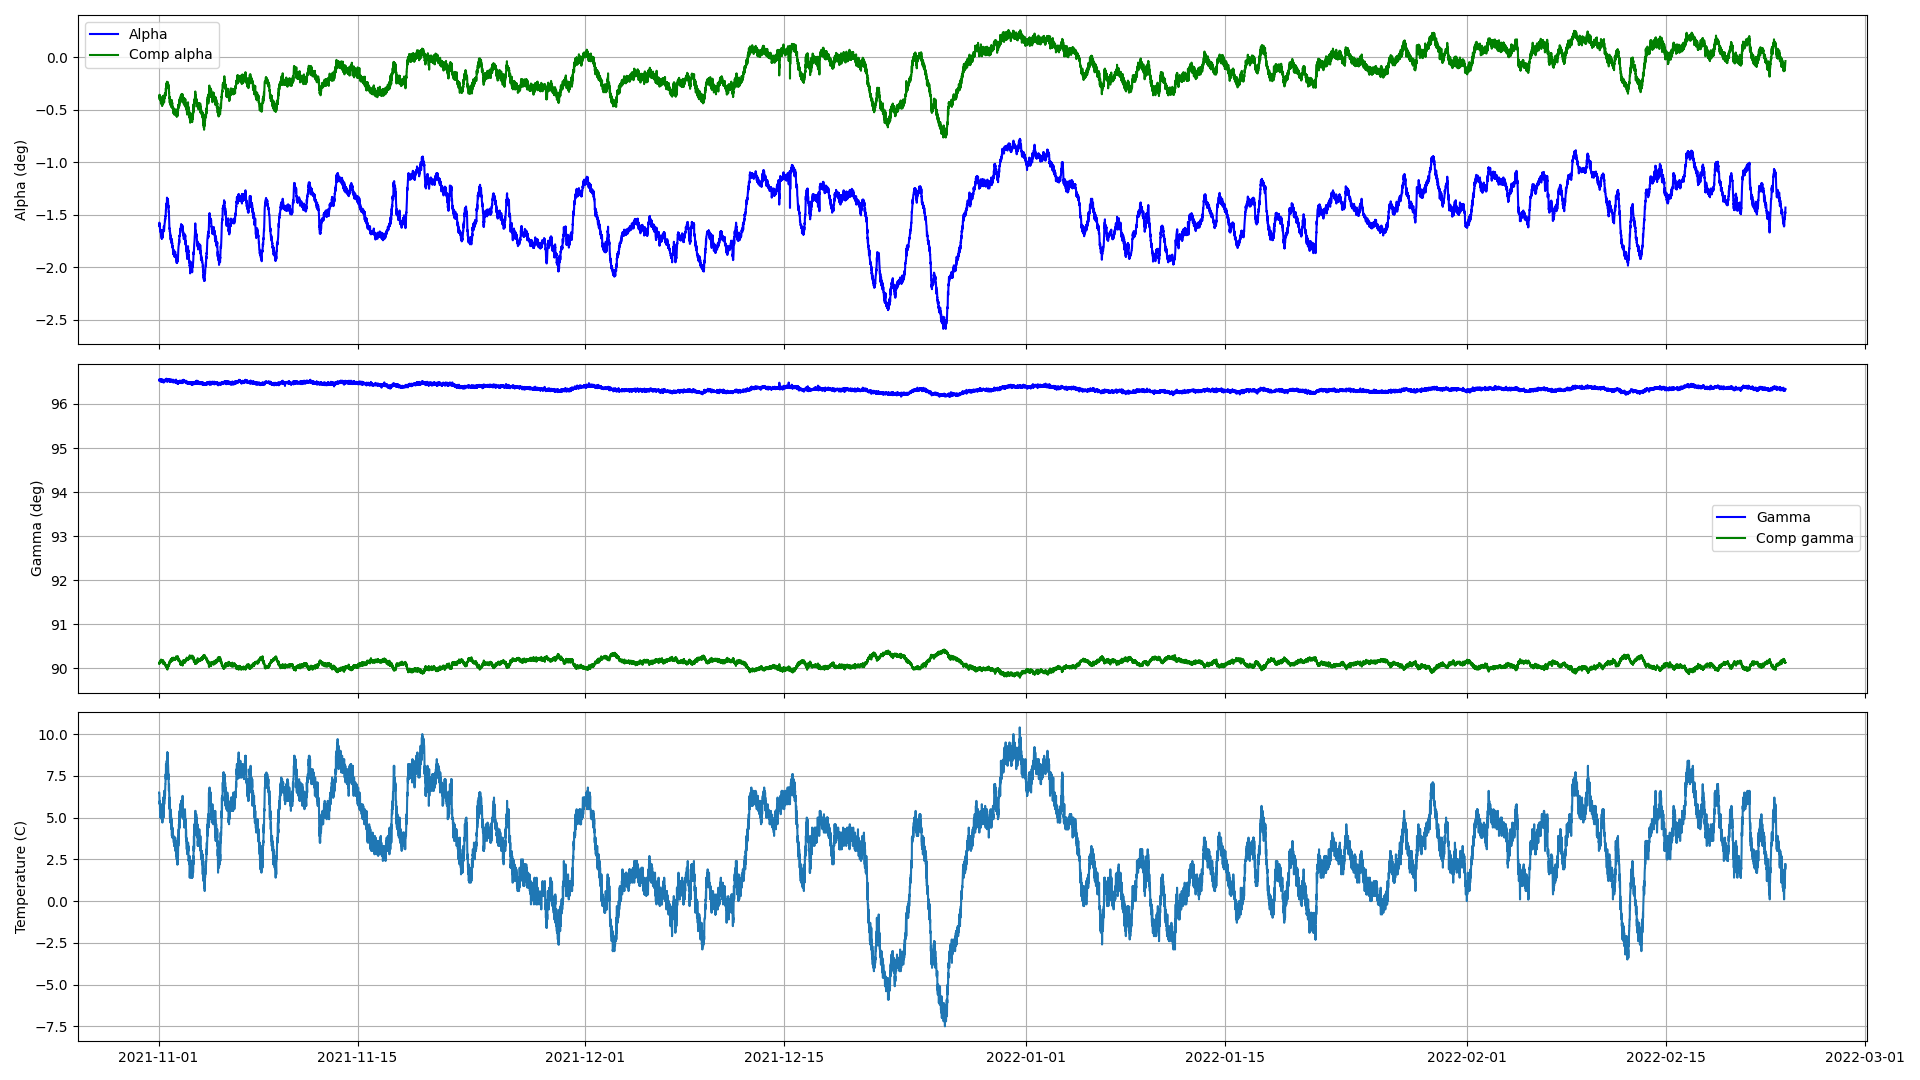 Alpha
Comp alpha
0.0
−0.5
−1.0
−1.5
−2.0
−2.5
Alpha (deg)
96
95
94
93
92
91
90
Gamma (deg)
Gamma
Comp gamma
10.0
7.5
5.0
2.5
0.0
−2.5
−5.0
−7.5
Temperature (C)
2021-11-01 2021-11-15 2021-12-01 2021-12-15 2022-01-01 2022-01-15 2022-02-01 2022-02-15 2022-03-01